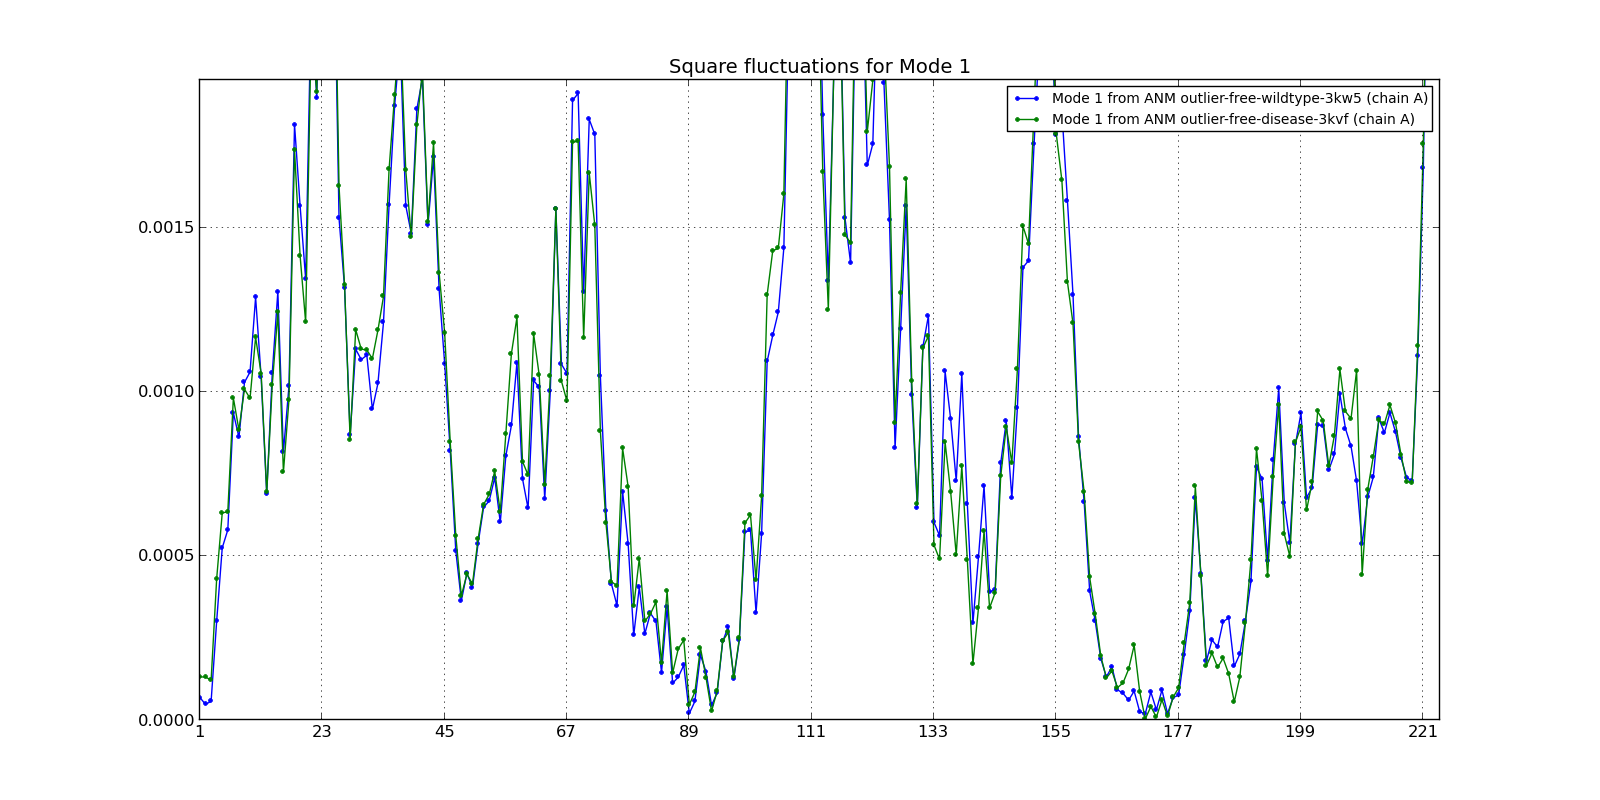 Square fluctuations for Mode 1
Mode 1 from ANM outlier-free-wildtype-3kw5 (chain A)
Mode 1 from ANM outlier-free-disease-3kvf (chain A)
0.0015
0.0010
0.0005
0.0000
1 23 45 67 89 111 133 155 177 199 221